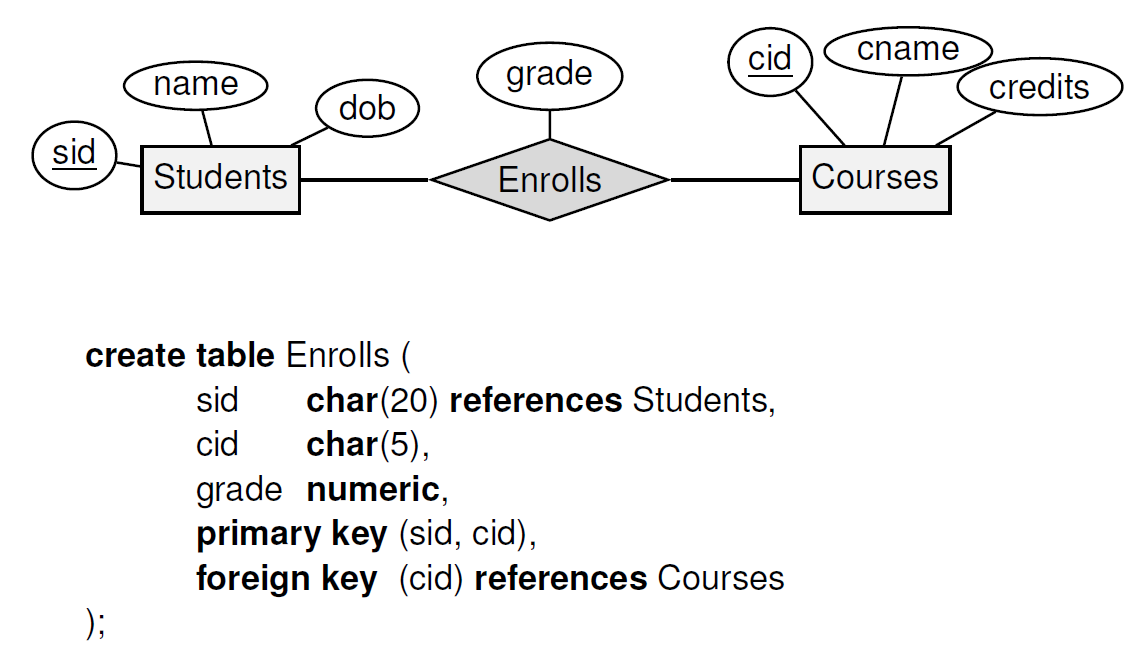 sid
name
dob
Students
grade
Enrolls
cid
cname
credits
Courses
create table Enrolls (
sid char(20) references Students,
cid char(5),
grade numeric,
primary key (sid, cid),
foreign key (cid) references Courses
);